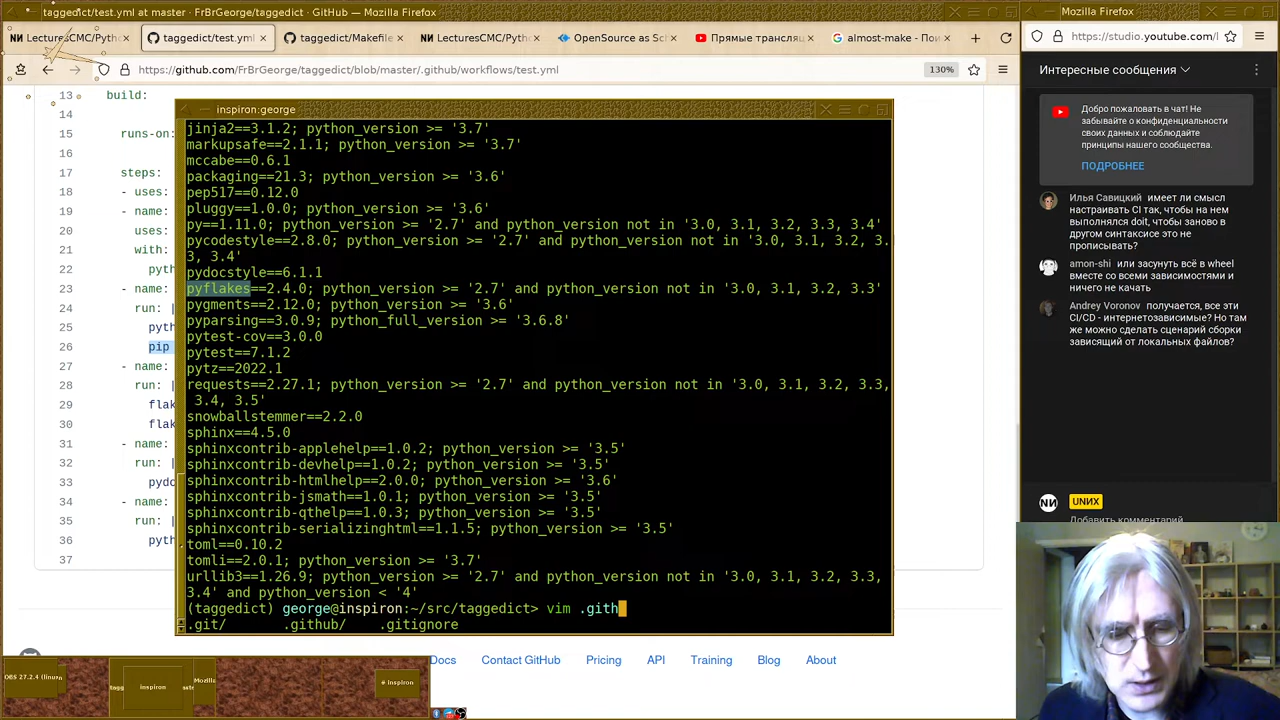 taggedict/test.yml at master · FrBrGeorge/taggedict · GitHub — Mozilla Firefox
LecturesCMC/Pythc
taggedict/test.yml
taggedict/Makefile
LecturesCMC/Pythc
OpenSource as Sch
Прямые трансляц
almost-make - Пои
https://github.com/FrBrGeorge/taggedict/blob/master/.github/workflows/test.yml
130%
13 build:
14
15 runs-on:
16
17 steps:
18 - uses:
19 - name:
20 uses:
21 with:
22 pyth
23 - name:
24 run: |
25 pyth
26 pip
27 - name:
28 run: |
29 flak
30 flak
31 - name:
32 run: |
33 pydo
34 - name:
35 run: |
36 pyth
37
inspiron:george
jinja2==3.1.2; python_version >= '3.7'
markupsafe==2.1.1; python_version >= '3.7'
mccabe==0.6.1
packaging==21.3; python_version >= '3.6'
pep517==0.12.0
pluggy==1.0.0; python_version >= '3.6'
py==1.11.0; python_version >= '2.7' and python_version not in '3.0, 3.1, 3.2, 3.3, 3.4'
pycodestyle==2.8.0; python_version >= '2.7' and python_version not in '3.0, 3.1, 3.2, 3.
3, 3.4'
pydocstyle==6.1.1
pyflakes==2.4.0; python_version >= '2.7' and python_version not in '3.0, 3.1, 3.2, 3.3'
pygments==2.12.0; python_version >= '3.6'
pyparsing==3.0.9; python_full_version >= '3.6.8'
pytest-cov==3.0.0
pytest==7.1.2
pytz==2022.1
requests==2.27.1; python_version >= '2.7' and python_version not in '3.0, 3.1, 3.2, 3.3,
3.4, 3.5'
snowballstemmer==2.2.0
sphinx==4.5.0
sphinxcontrib-applehelp==1.0.2; python_version >= '3.5'
sphinxcontrib-devhelp==1.0.2; python_version >= '3.5'
sphinxcontrib-htmlhelp==2.0.0; python_version >= '3.6'
sphinxcontrib-jsmath==1.0.1; python_version >= '3.5'
sphinxcontrib-qthelp==1.0.3; python_version >= '3.5'
sphinxcontrib-serializinghtml==1.1.5; python_version >= '3.5'
toml==0.10.2
tomli==2.0.1; python_version >= '3.7'
urllib3==1.26.9; python_version >= '2.7' and python_version not in '3.0, 3.1, 3.2, 3.3,
3.4' and python_version < '4'
(taggedict) george@inspiron:~/src/taggedict> vim .gith
.git/ .github/ .gitignore
Docs Contact GitHub Pricing API Training Blog About
OBS 27.2.4 (linu
tagg
inspiron
Mozill
# inspiron
Mozilla Firefox
https://studio.youtube.com/l
Интересные сообщения
Добро пожаловать в чат! Не
забывайте о конфиденциальности
своих данных и соблюдайте
принципы нашего сообщества.
ПОДРОБНЕЕ
Илья Савицкий имеет ли смысл
настраивать CI так, чтобы на нем
выполнялся doit, чтобы заново в
другом синтаксисе это не
прописывать?
amon-shi или засунуть всё в wheel
вместе со всеми зависимостями и
ничего не качать
Andrey Voronov получается, все эти
CI/CD - интернетозависимые? Но там
же можно сделать сценарий сборки
зависящий от локальных файлов?
UNИX
Добавить комментарий